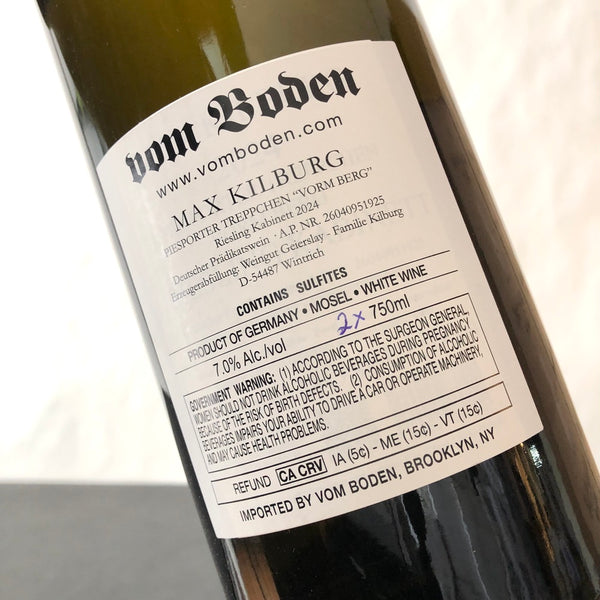 vom Boden
www.vomboden.com
MAX KILBURG
PIESPORTER TREPPCHEN “VORM BERG”
Riesling Kabinett 2024
Deutscher Prädikatswein · A.P. NR. 26040951925
Erzeugerabfüllung: Weingut Geierslay - Familie Kilburg
D-54487 Wintrich
CONTAINS SULFITES
PRODUCT OF GERMANY • MOSEL • WHITE WINE
7.0% Alc./vol 2x 750ml
GOVERNMENT WARNING: (1) ACCORDING TO THE SURGEON GENERAL,
WOMEN SHOULD NOT DRINK ALCOHOLIC BEVERAGES DURING PREGNANCY
BECAUSE OF THE RISK OF BIRTH DEFECTS. (2) CONSUMPTION OF ALCOHOLIC
BEVERAGES IMPAIRS YOUR ABILITY TO DRIVE A CAR OR OPERATE MACHINERY,
AND MAY CAUSE HEALTH PROBLEMS.
REFUND CA CRV IA (5¢) - ME (15¢) - VT (15¢)
IMPORTED BY VOM BODEN, BROOKLYN, NY